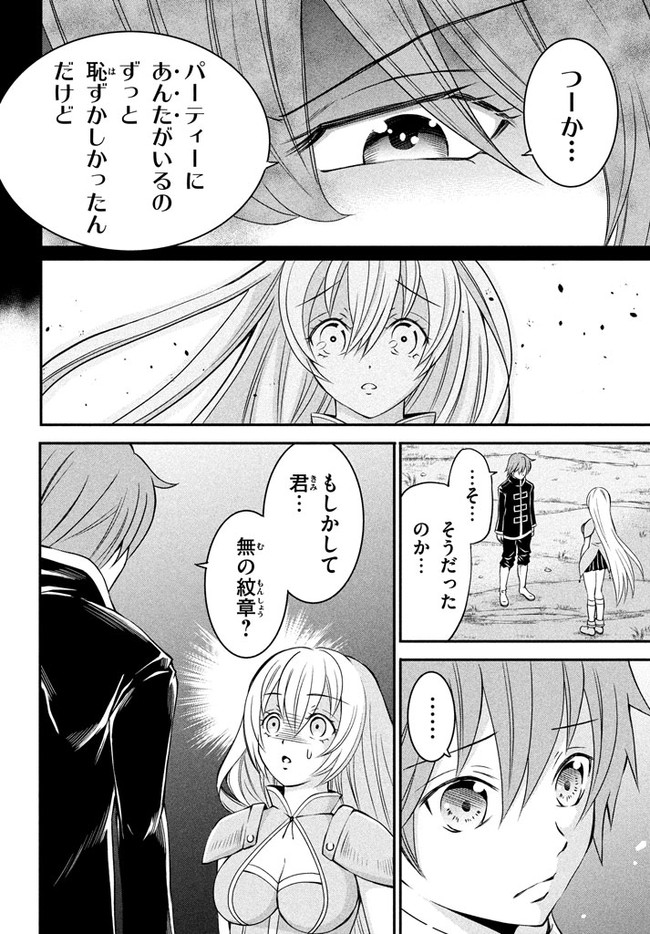 つーか…
パーティーに
あんたがいるの
ずっと
恥ずかしかったん
だけど
…そ…
そうだった
のか…
……
もしかして
君…
無の紋章？